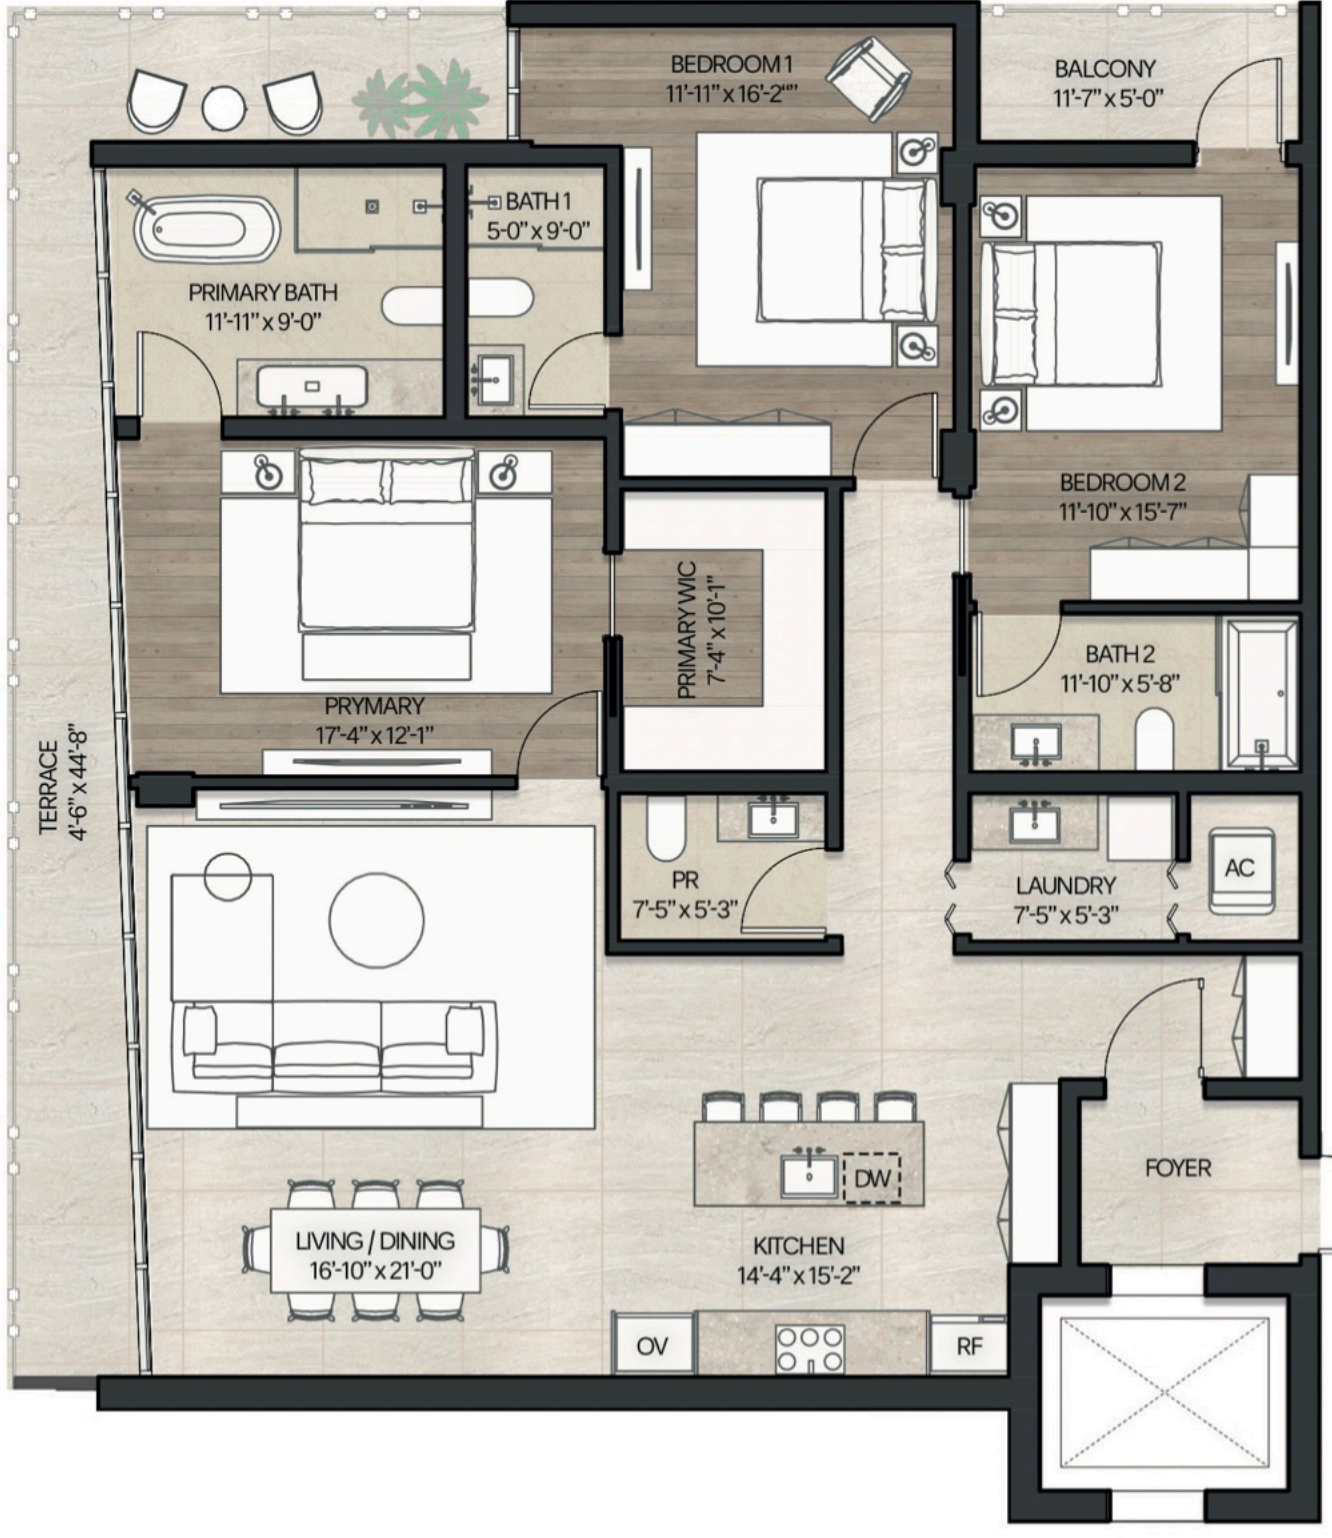 BEDROOM 1
11'-11" x 16'-2""
BALCONY
11'-7" x 5'-0"
BATH 1
5-0" x 9'-0"
PRIMARY BATH
11'-11" x 9'-0"
BEDROOM 2
11'-10" x 15'-7"
PRIMARY WIC
7'-4" x 10'-1"
BATH 2
11'-10" x 5'-8"
PRYMARY
17'-4" x 12'-1"
TERRACE
4'-6" x 44'-8"
PR
7'-5" x 5'-3"
LAUNDRY
7'-5" x 5'-3"
AC
FOYER
DW
LIVING / DINING
16'-10" x 21'-0"
KITCHEN
14'-4" x 15'-2"
OV
RF